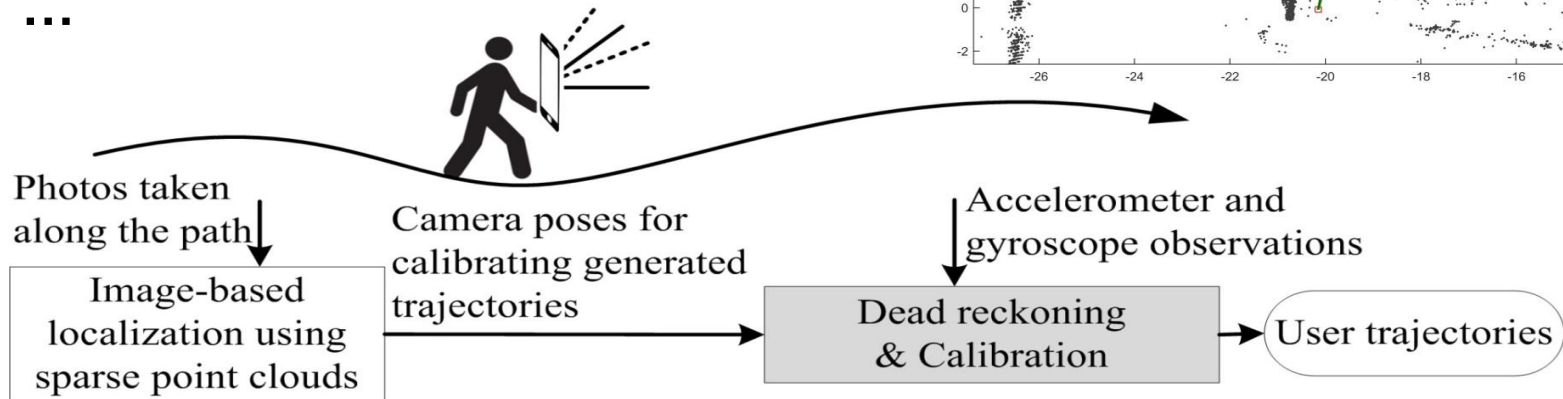 ...
0
-2
-26
-24
-22
-20
-18
-16
Photos taken
along the path
Camera poses for
calibrating generated
trajectories
Accelerometer and
gyroscope observations
Image-based
localization using
sparse point clouds
Dead reckoning
& Calibration
User trajectories